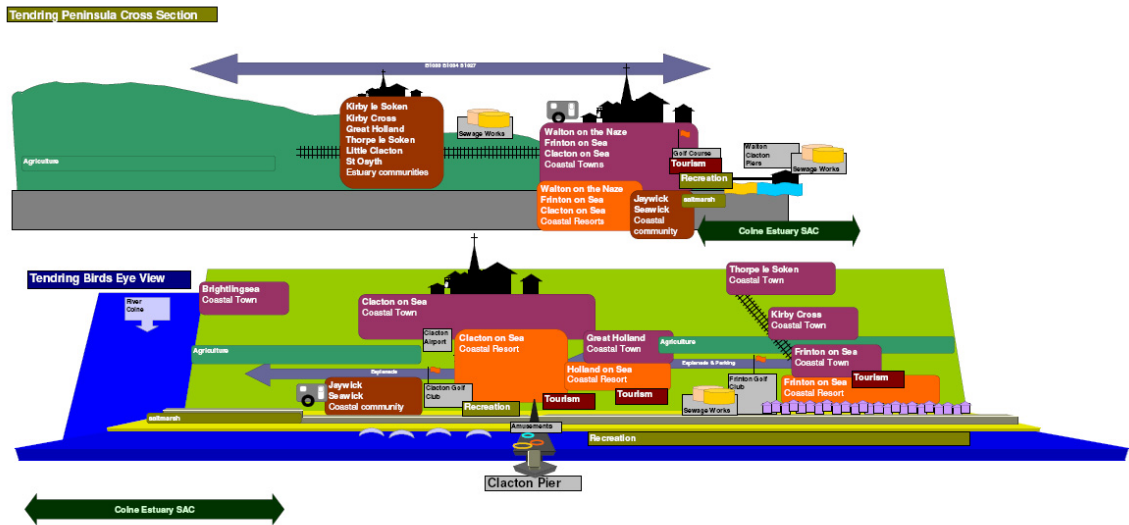 Tendring Peninsula Cross Section
Kirby le Soken
Kirby Cross
Great Holland
Thorpe le Soken
Little Clacton
St Osyth
Estuary communities
Sewage Works
Walton on the Naze
Frinton on Sea
Clacton on Sea
Coastal Towns
Golf Course
Tourism
Recreation
Walton
Clacton
Piers
Sewage Works
Agriculture
Walton on the Naze
Frinton on Sea
Clacton on Sea
Coastal Resorts
Jaywick
Seawick
Coastal
community
saltmarsh
Colne Estuary SAC
Tendring Birds Eye View
River
Colne
Brightlingsea
Coastal Town
Clacton on Sea
Coastal Town
Thorpe le Soken
Coastal Town
Kirby Cross
Coastal Town
Clacton
Airport
Clacton on Sea
Coastal Resort
Great Holland
Coastal Town
Agriculture
Agriculture
Frinton on Sea
Coastal Town
Esplanade
Holland on Sea
Coastal Resort
Esplanade & Parking
Jaywick
Seawick
Coastal community
Clacton Golf
Club
Frinton Golf
Club
Frinton on Sea
Coastal Resort
Tourism
Tourism
Tourism
Recreation
Sewage Works
saltmarsh
Amusements
Recreation
Clacton Pier
Colne Estuary SAC